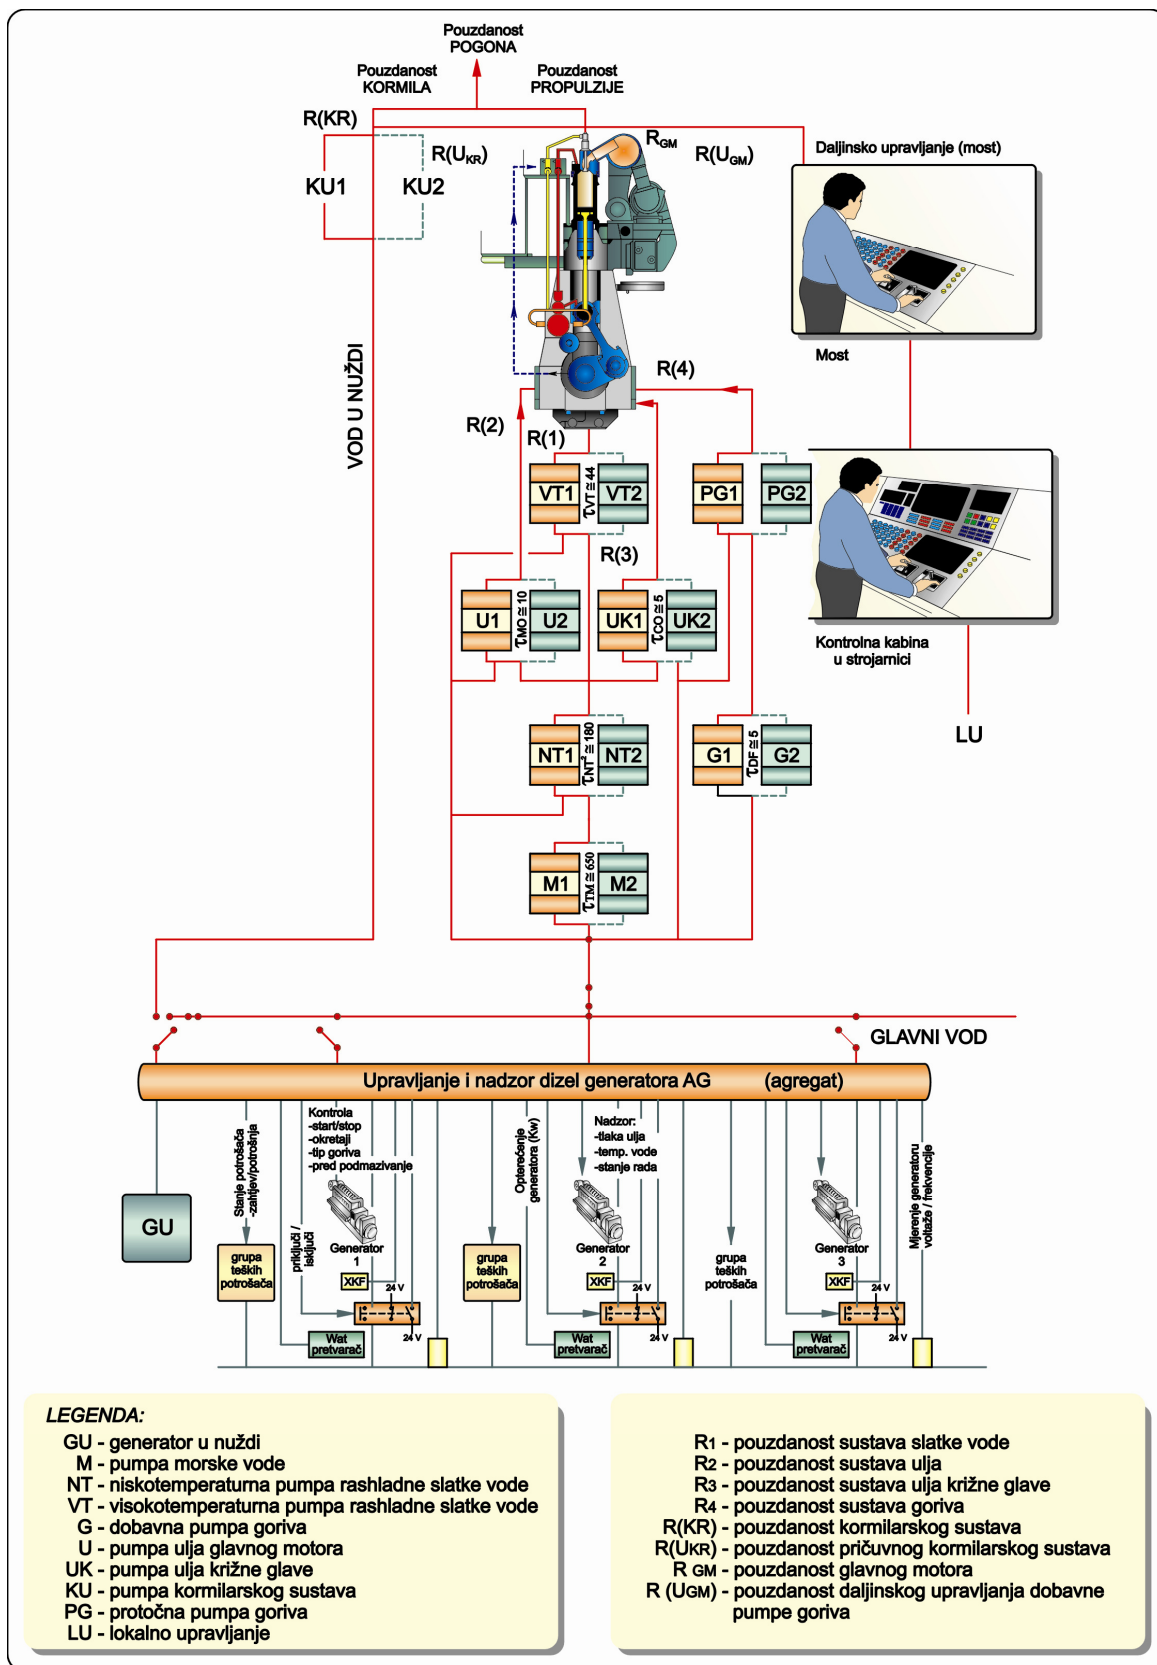 Pouzdanost
POGONA
Pouzdanost
KORMILA
Pouzdanost
PROPULZIJE
R(KR)
R(UKR)
RGM
R(UGM)
KU1
KU2
Daljinsko upravljanje (most)
Most
VOD U NUŽDI
R(4)
R(2)
R(1)
VT1
τVT ≅ 44
VT2
PG1
PG2
R(3)
U1
τMO ≅ 10
U2
UK1
τCO ≅ 5
UK2
Kontrolna kabina
u strojarnici
LU
NT1
τNT² ≅ 180
NT2
G1
τDF ≅ 5
G2
M1
τTM ≅ 650
M2
GLAVNI VOD
Upravljanje i nadzor dizel generatora AG (agregat)
Stanje potrošača
-zahtjev/potrošnja
Kontrola
-start/stop
-okretaji
-tip goriva
-pred podmazivanje
Opterećenje
generatora (Kw)
Nadzor:
-tlaka ulja
-temp. vode
-stanje rada
Mjerenje generatoru
voltaže / frekvencije
GU
priključi /
isključi
Generator
1
Generator
2
Generator
3
grupa
teških
potrošača
grupa
teških
potrošača
grupa
teških
potrošača
XKF
24 V
XKF
24 V
XKF
24 V
Wat
pretvarač
24 V
Wat
pretvarač
24 V
Wat
pretvarač
24 V
LEGENDA:
GU - generator u nuždi
M - pumpa morske vode
NT - niskotemperaturna pumpa rashladne slatke vode
VT - visokotemperaturna pumpa rashladne slatke vode
G - dobavna pumpa goriva
U - pumpa ulja glavnog motora
UK - pumpa ulja križne glave
KU - pumpa kormilarskog sustava
PG - protočna pumpa goriva
LU - lokalno upravljanje
R1 - pouzdanost sustava slatke vode
R2 - pouzdanost sustava ulja
R3 - pouzdanost sustava ulja križne glave
R4 - pouzdanost sustava goriva
R(KR) - pouzdanost kormilarskog sustava
R(UKR) - pouzdanost pričuvnog kormilarskog sustava
R GM - pouzdanost glavnog motora
R (UGM) - pouzdanost daljinskog upravljanja dobavne
pumpe goriva